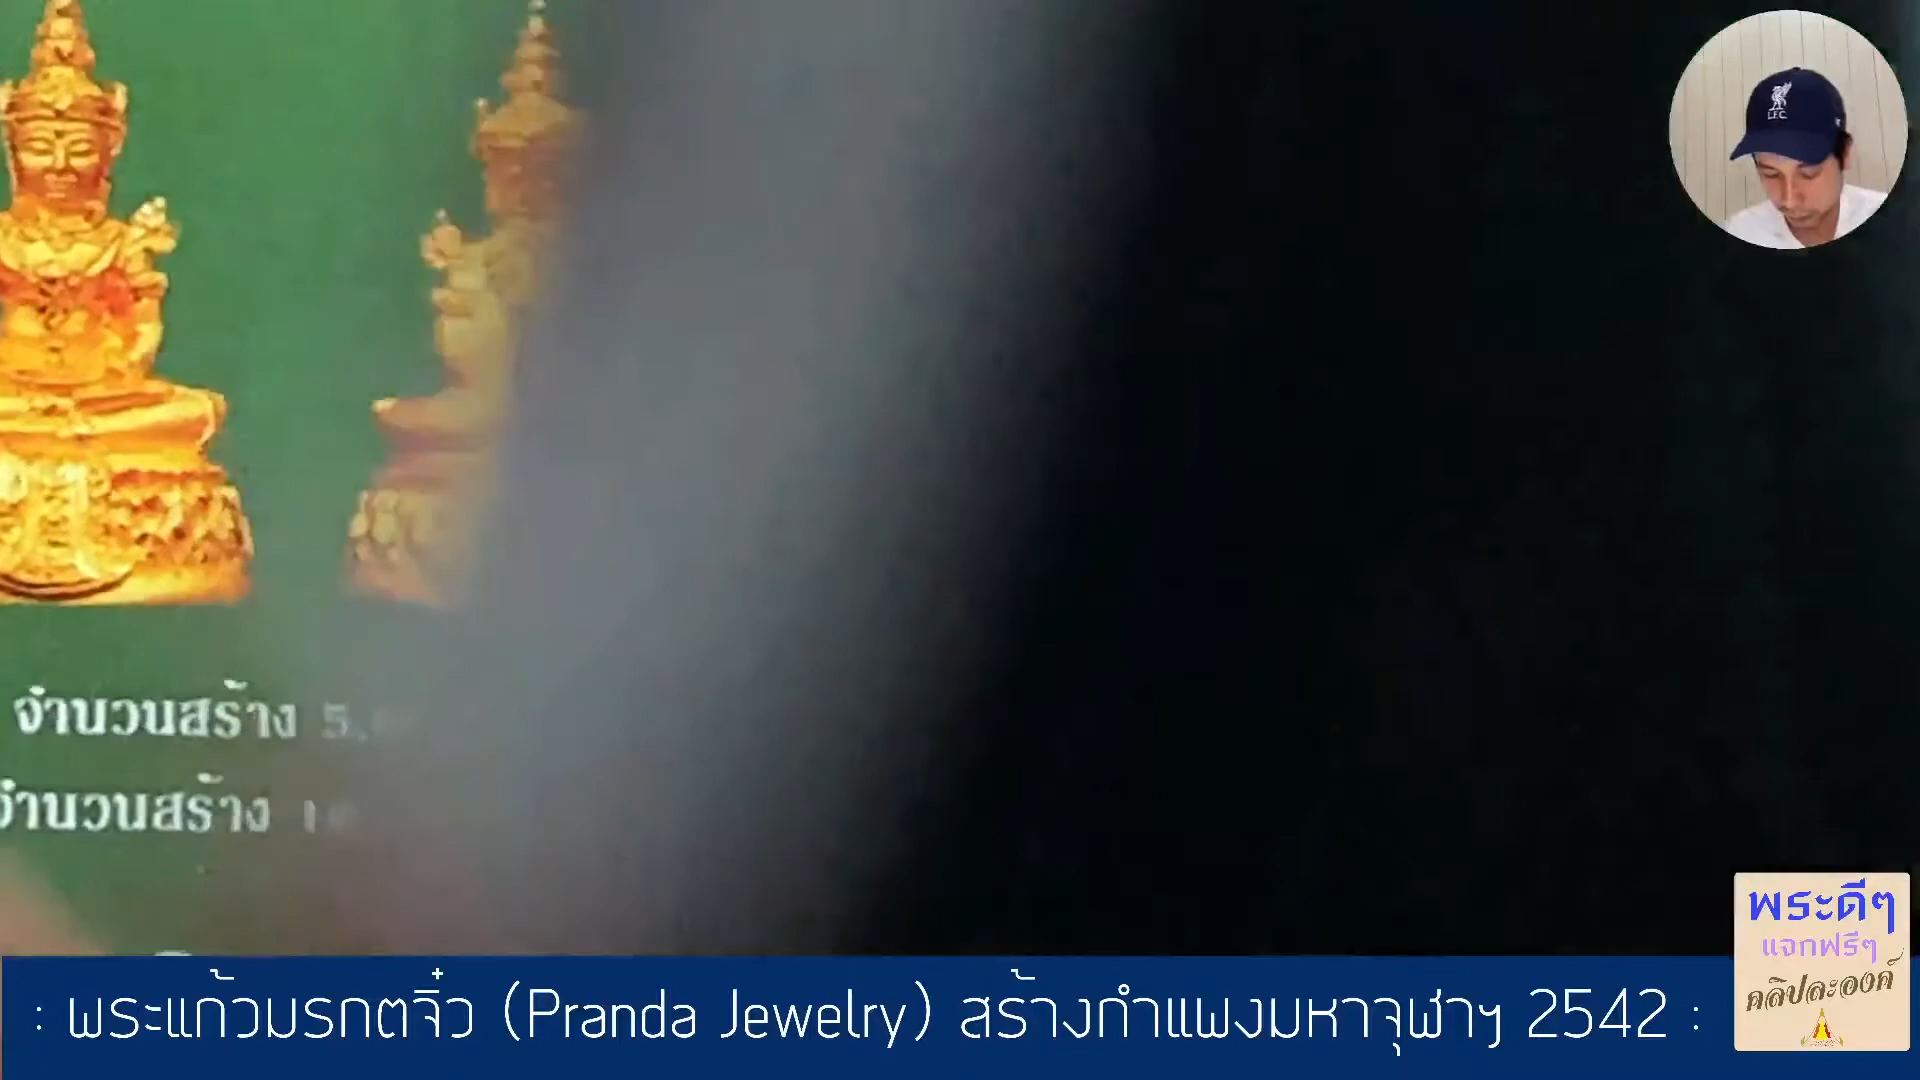 LFC
จำนวนสร้าง 5,
จำนวนสร้าง
: พระแก้วมรกตจิ๋ว (Pranda Jewelry) สร้างกำแพงมหาจุฬาฯ 2542 :
พระดีๆ
แจกฟรีๆ
คลิปละองค์